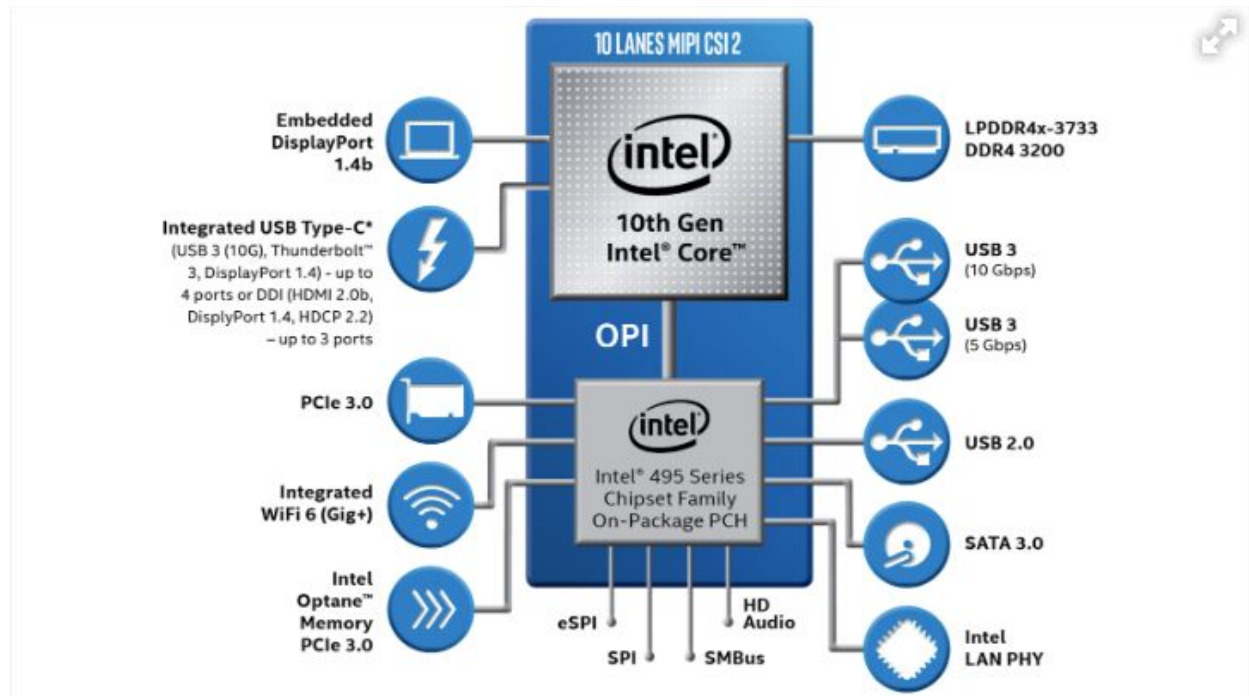 10 LANES MIPI CSI 2
intel
10th Gen
Intel® Core™
OPI
intel
Intel® 495 Series
Chipset Family
On-Package PCH
Embedded
DisplayPort
1.4b
Integrated USB Type-C*
(USB 3 (10G), Thunderbolt™
3, DisplayPort 1.4) - up to
4 ports or DDI (HDMI 2.0b,
DisplyPort 1.4, HDCP 2.2)
– up to 3 ports
PCIe 3.0
Integrated
WiFi 6 (Gig+)
Intel
Optane™
Memory
PCIe 3.0
LPDDR4x-3733
DDR4 3200
USB 3
(10 Gbps)
USB 3
(5 Gbps)
USB 2.0
SATA 3.0
Intel
LAN PHY
eSPI
SPI
SMBus
HD
Audio